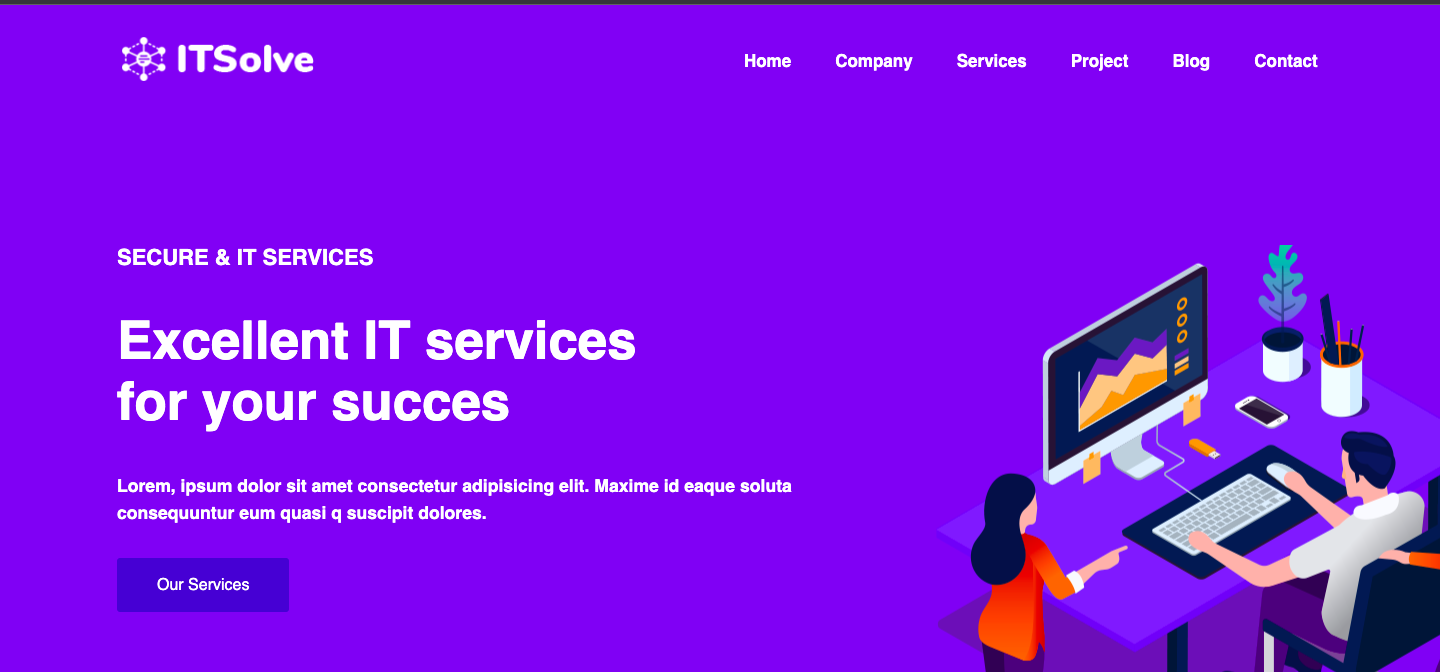 ITSolve
Home Company Services Project Blog Contact
SECURE & IT SERVICES
Excellent IT services
for your succes
Lorem, ipsum dolor sit amet consectetur adipisicing elit. Maxime id eaque soluta
consequuntur eum quasi q suscipit dolores.
Our Services